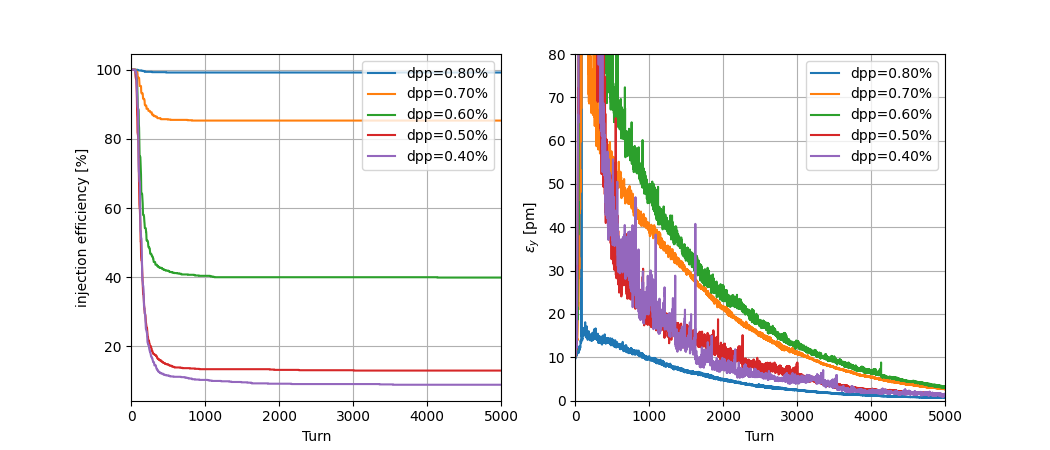 100
80
60
40
20
injection efficiency [%]
0
1000
2000
3000
4000
5000
Turn
dpp=0.80%
dpp=0.70%
dpp=0.60%
dpp=0.50%
dpp=0.40%
80
70
60
50
40
30
20
10
0
εy [pm]
0
1000
2000
3000
4000
5000
Turn
dpp=0.80%
dpp=0.70%
dpp=0.60%
dpp=0.50%
dpp=0.40%